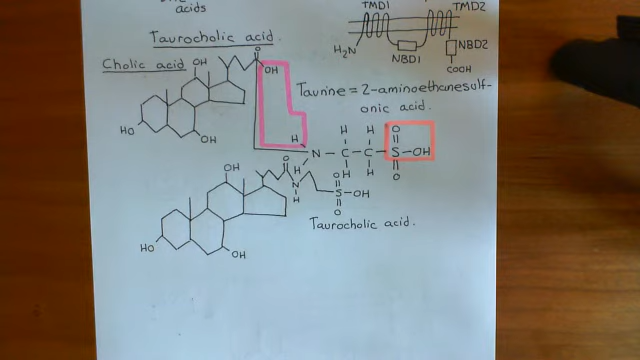 acids
TMD1
TMD2
H₂N
NBD1
NBD2
COOH
Taurocholic acid.
Cholic acid
OH
O
OH
HO
OH
Taurine = 2-aminoethanesulf-
onic acid.
H
H
H
O
N - C - C - S - OH
H
H
H
O
OH
O
N
H
O
S-OH
O
HO
OH
Taurocholic acid.